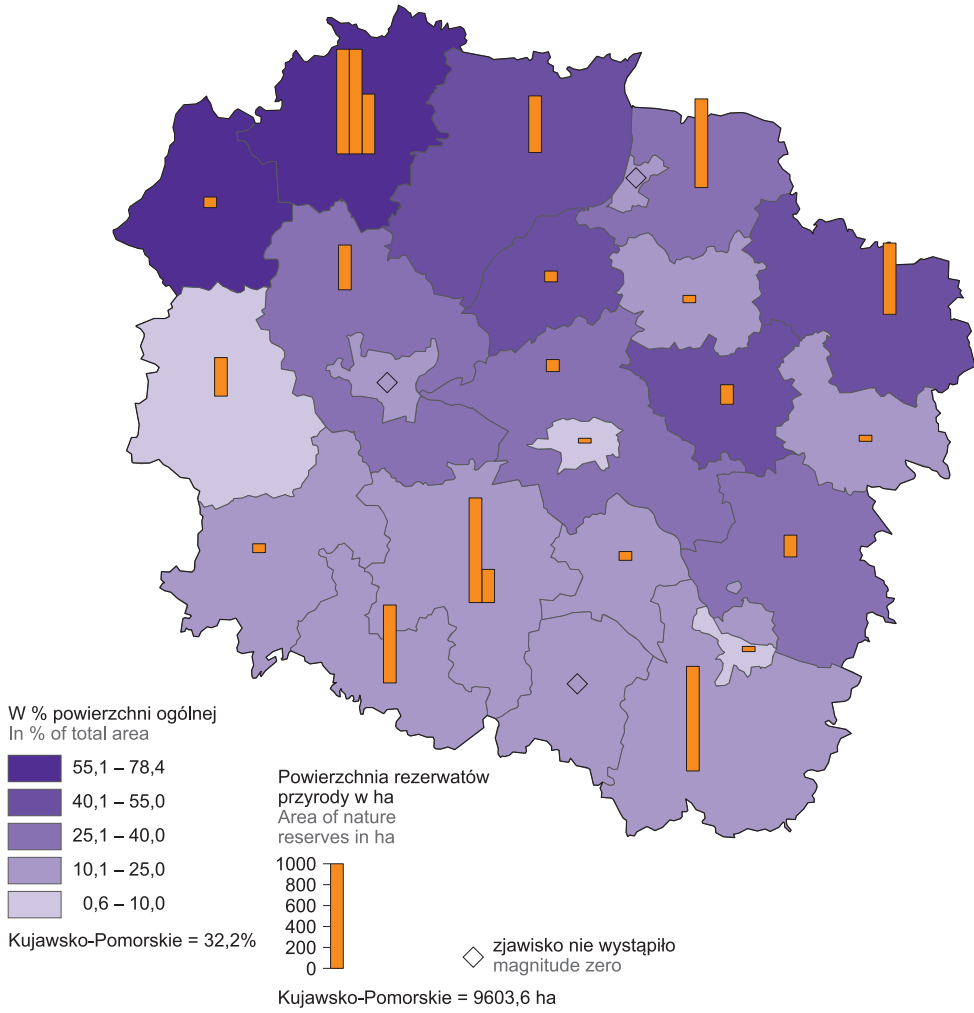 W % powierzchni ogólnej
In % of total area
55,1 – 78,4
40,1 – 55,0
25,1 – 40,0
10,1 – 25,0
0,6 – 10,0
Kujawsko-Pomorskie = 32,2%
Powierzchnia rezerwatów
przyrody w ha
Area of nature
reserves in ha
1000
800
600
400
200
0
Kujawsko-Pomorskie = 9603,6 ha
zjawisko nie wystąpiło
magnitude zero